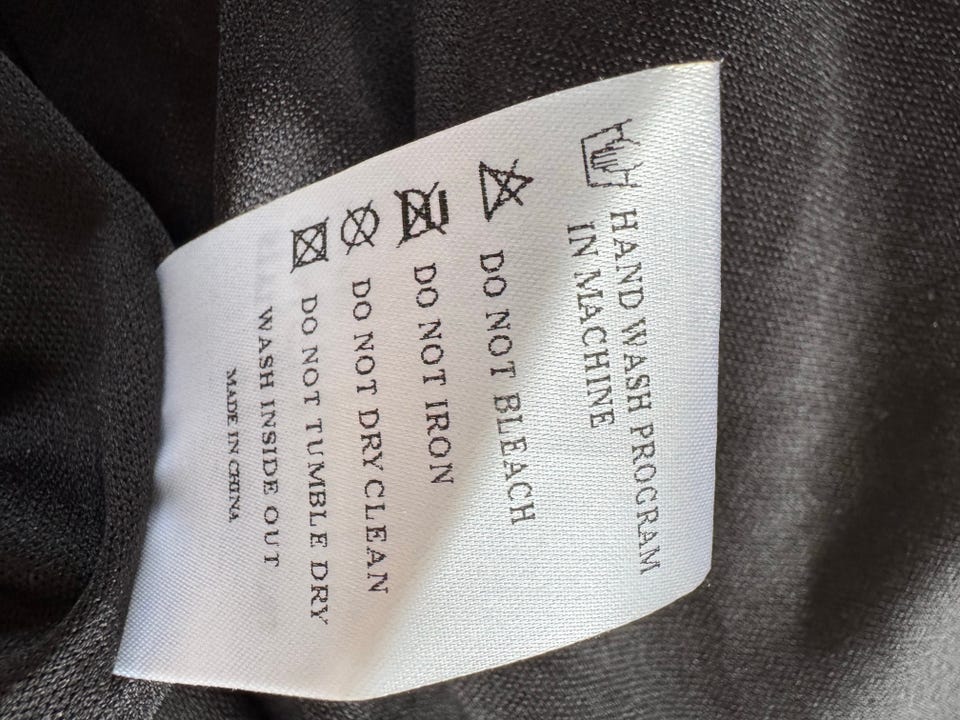 HAND WASH PROGRAM
IN MACHINE
DO NOT BLEACH
DO NOT IRON
DO NOT DRY CLEAN
DO NOT TUMBLE DRY
WASH INSIDE OUT
MADE IN CHINA